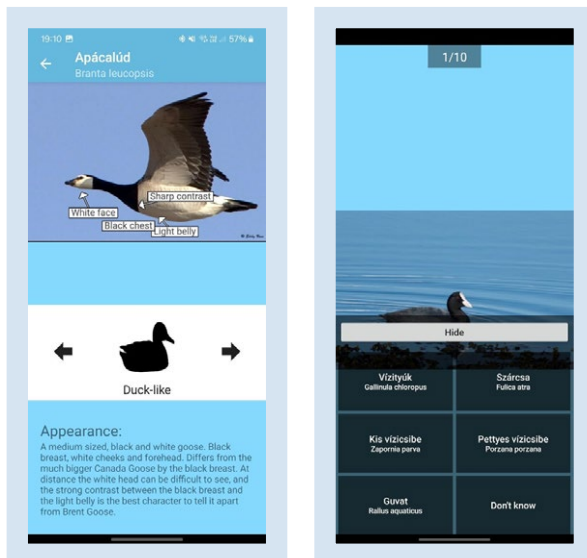 19:10 57%
Apácalúd
Branta leucopsis
Sharp contrast
White face
Black chest
Light belly
Duck-like
Appearance:
A medium sized, black and white goose. Black
breast, white cheeks and forehead. Differs from the
much bigger Canada Goose by the black breast. At
distance the white head can be difficult to see, and
the strong contrast between the black breast and
the light belly is the best character to tell it apart
from Brent Goose.
1/10
Hide
Vízityúk
Gallinula chloropus
Szárcsa
Fulica atra
Kis vízicsibe
Zapornia parva
Pettyes vízicsibe
Porzana porzana
Guvat
Rallus aquaticus
Don't know